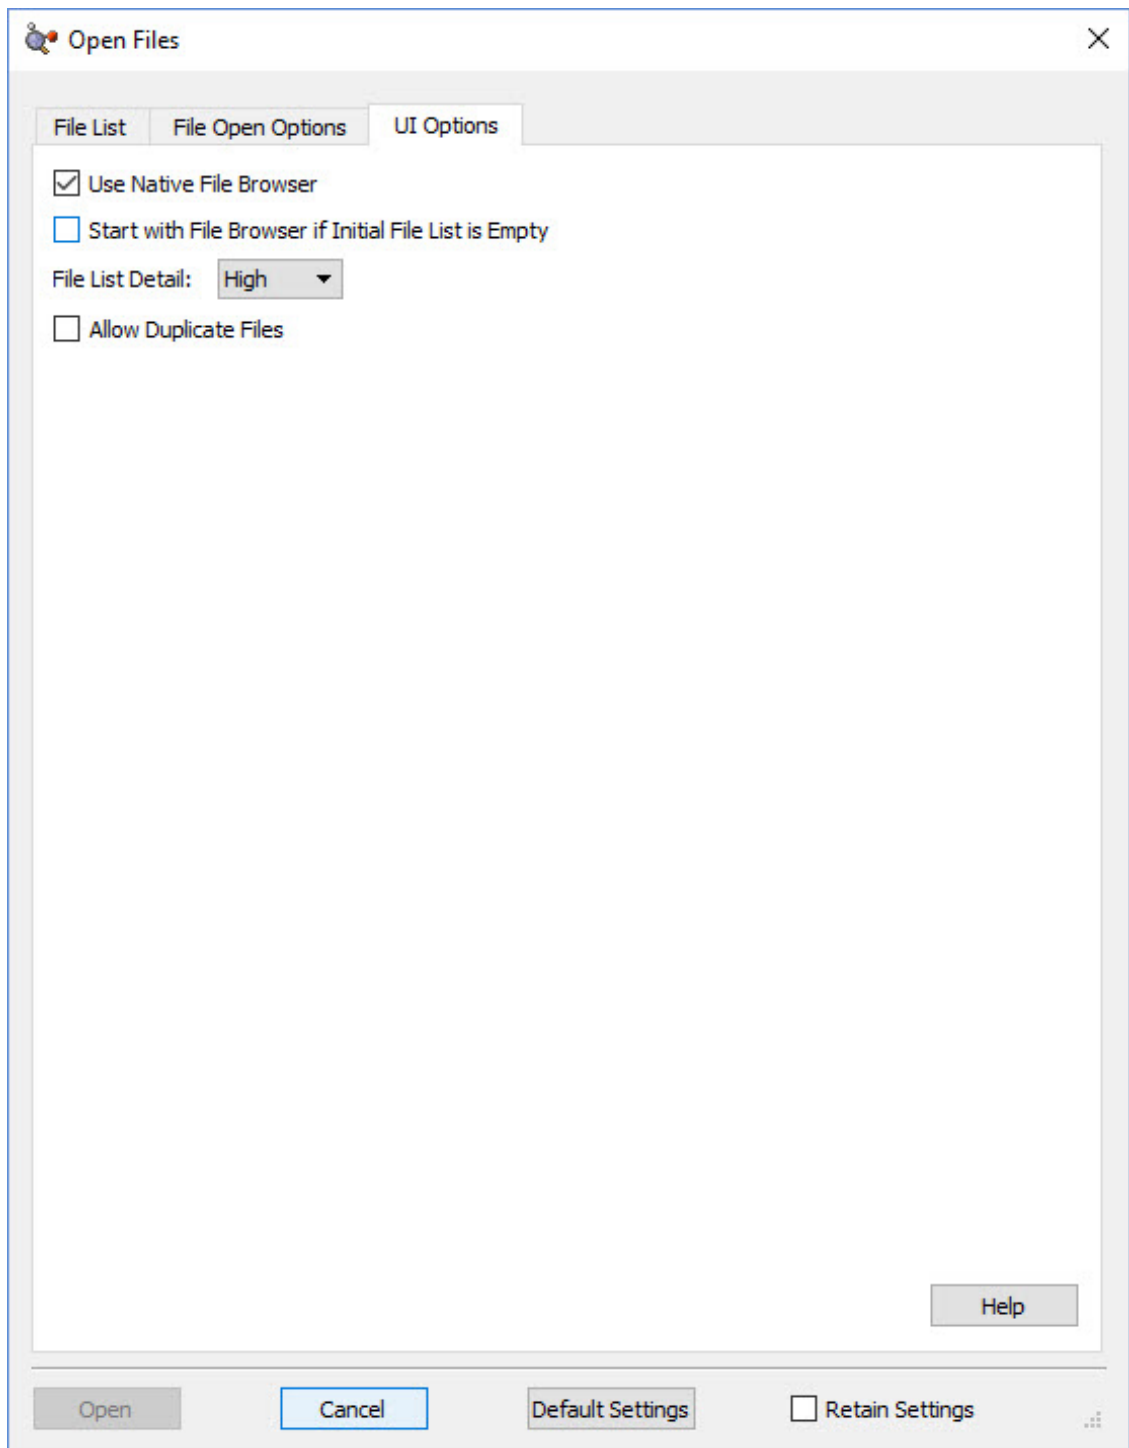 Open Files
File List File Open Options UI Options
Use Native File Browser
Start with File Browser if Initial File List is Empty
File List Detail: High
Allow Duplicate Files
Help
Open Cancel Default Settings Retain Settings